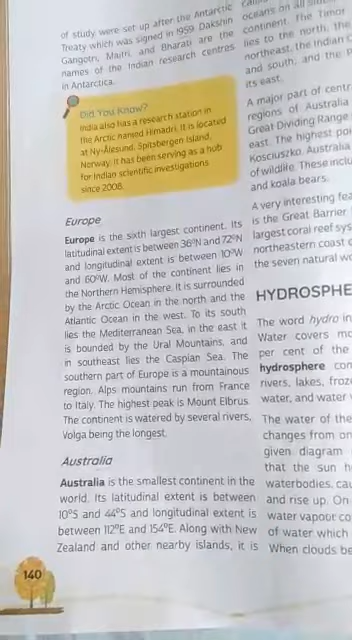 of study were set up after the Antarctic
Treaty which was signed in 1959. Dakshin
Gangotri, Maitri, and Bharati are the
names of the Indian research centres
in Antarctica.
Did You Know?
India also has a research station in
the Arctic named Himadri. It is located
at Ny-Ålesund, Spitsbergen Island,
Norway. It has been serving as a hub
for Indian scientific investigations
since 2008.
Europe
Europe is the sixth largest continent. Its
latitudinal extent is between 36°N and 72°N
and longitudinal extent is between 10°W
and 60°W. Most of the continent lies in
the Northern Hemisphere. It is surrounded
by the Arctic Ocean in the north and the
Atlantic Ocean in the west. To its south
lies the Mediterranean Sea, in the east it
is bounded by the Ural Mountains, and
in southeast lies the Caspian Sea. The
southern part of Europe is a mountainous
region. Alps mountains run from France
to Italy. The highest peak is Mount Elbrus.
The continent is watered by several rivers,
Volga being the longest.
Australia
Australia is the smallest continent in the
world. Its latitudinal extent is between
10°S and 44°S and longitudinal extent is
between 112°E and 154°E. Along with New
Zealand and other nearby islands, it is
140
oceans on all
continent. The Timor
lies to the north, the
northeast, the Indian
and south, and the
its east.
A major part of
regions of Australia
Great Dividing Range
east. The highest
Kosciuszko. Australia
of wildlife. These
and koala bears.
A very interesting
is the Great Barrier
largest coral reef
northeastern coast
the seven natural
HYDROSPHE
The word hydro in
Water covers
per cent of the
hydrosphere
rivers, lakes,
water, and water
The water of the
changes from
given diagram
that the sun
waterbodies,
and rise up. On
water vapour
of water which
When clouds